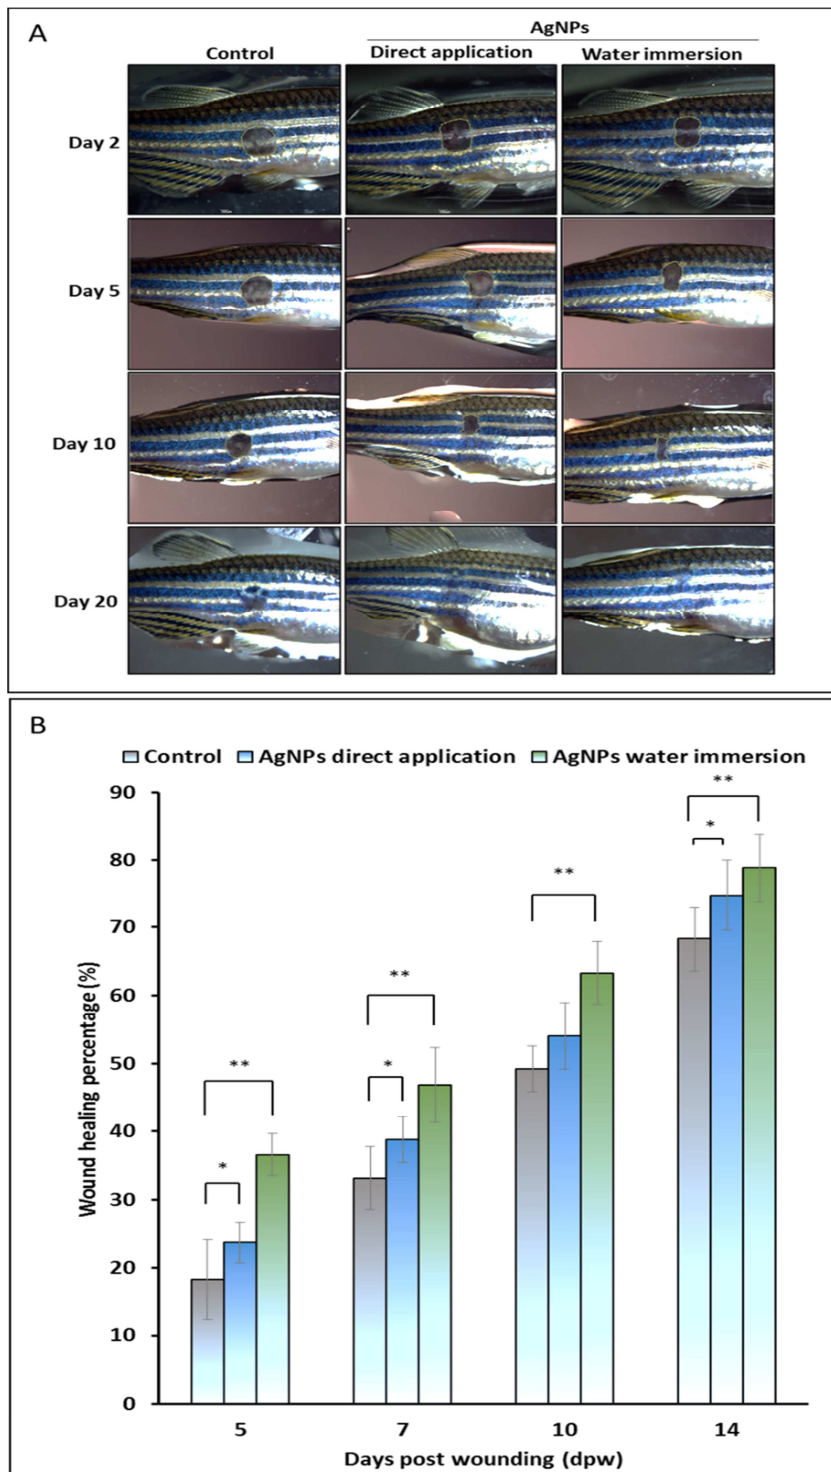 A
AgNPs
Control
Direct application
Water immersion
Day 2
Day 5
Day 10
Day 20
B
Control
AgNPs direct application
AgNPs water immersion
Wound healing percentage (%)
90
80
70
60
50
40
30
20
10
0
**
*
**
*
**
**
*
5
7
10
14
Days post wounding (dpw)